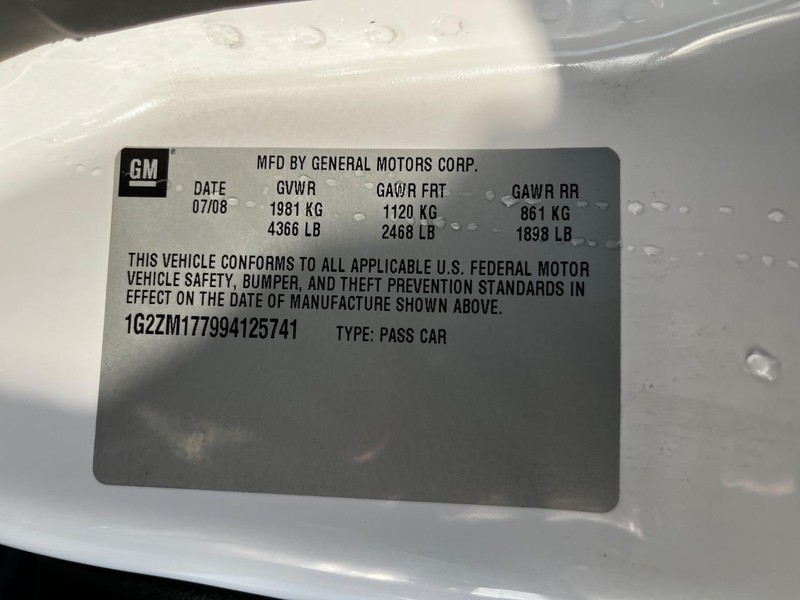 GM
MFD BY GENERAL MOTORS CORP.
DATE GVWR GAWR FRT GAWR RR
07/08 1981 KG 1120 KG 861 KG
4366 LB 2468 LB 1898 LB
THIS VEHICLE CONFORMS TO ALL APPLICABLE U.S. FEDERAL MOTOR
VEHICLE SAFETY, BUMPER, AND THEFT PREVENTION STANDARDS IN
EFFECT ON THE DATE OF MANUFACTURE SHOWN ABOVE.
1G2ZM177994125741 TYPE: PASS CAR